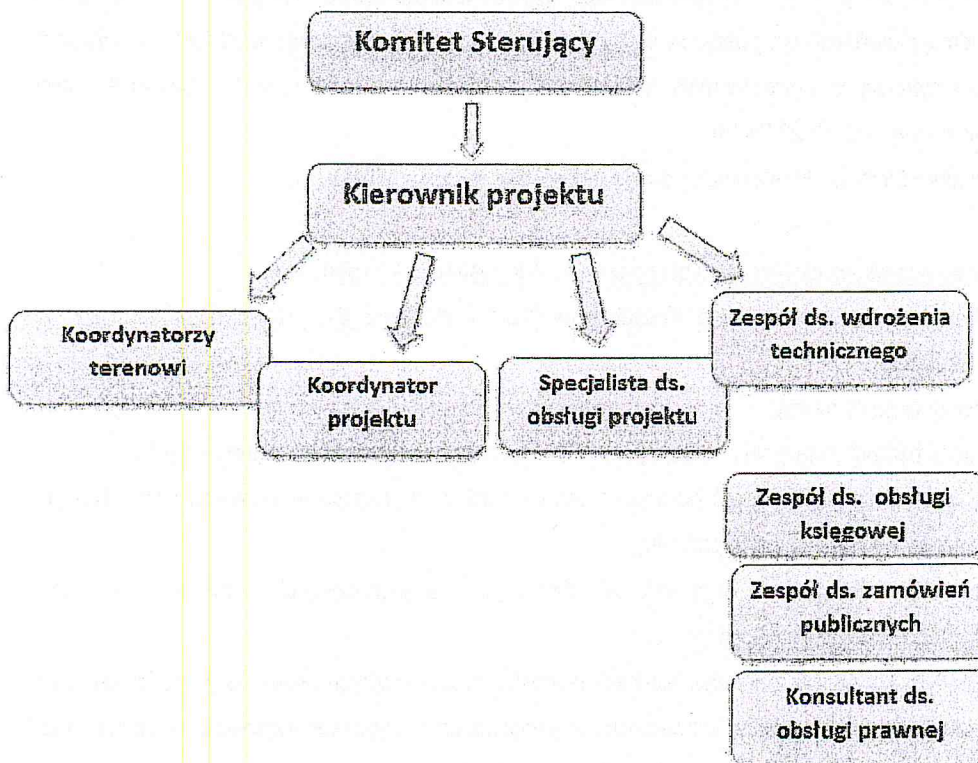 Komitet Sterujący
Kierownik projektu
Koordynatorzy
terenowi
Koordynator
projektu
Specjalista ds.
obsługi projektu
Zespół ds. wdrożenia
technicznego
Zespół ds. obsługi
księgowej
Zespół ds. zamówień
publicznych
Konsultant ds.
obsługi prawnej